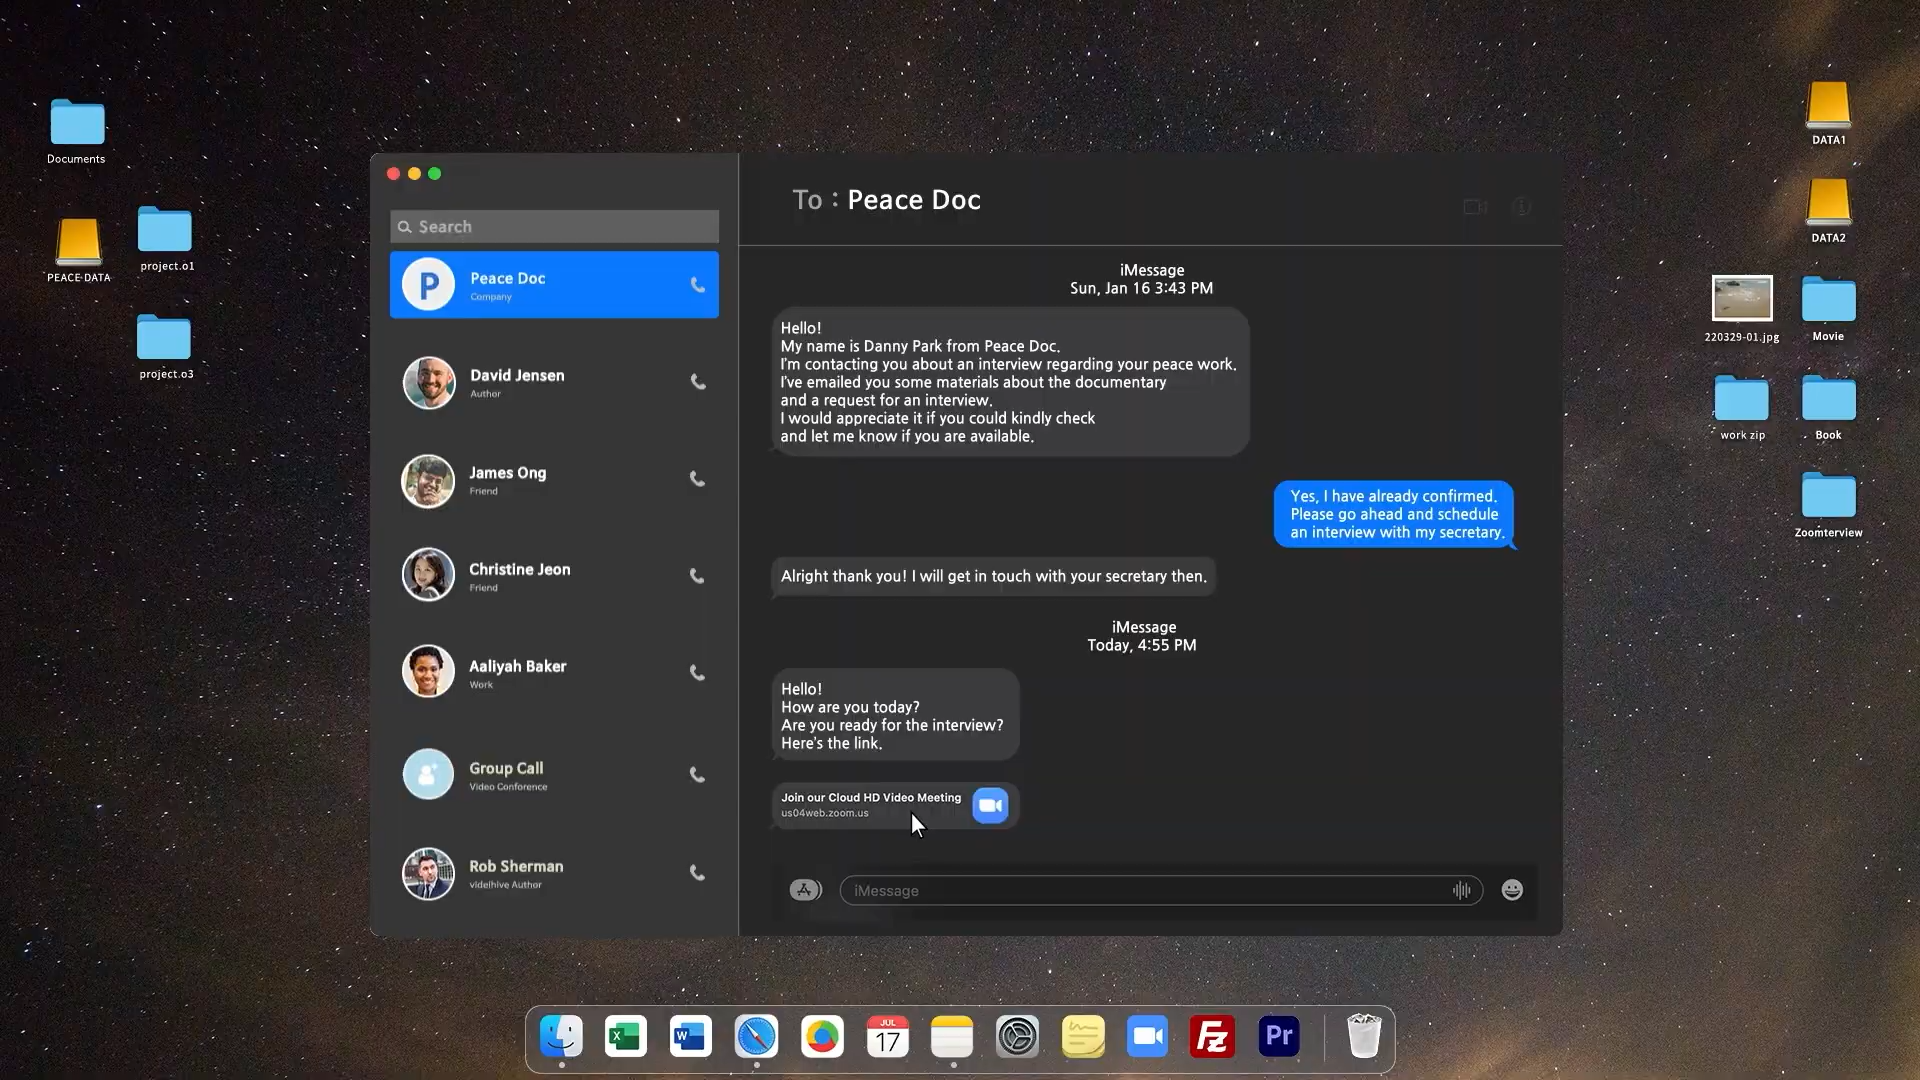 Documents
PEACE-DATA
project.o1
project.o3
Search
Peace Doc
Company
David Jensen
Author
James Ong
Friend
Christine Jeon
Friend
Aaliyah Baker
Work
Group Call
Video Conference
Rob Sherman
videlhive Author
To : Peace Doc
iMessage
Sun, Jan 16 3:43 PM
Hello!
My name is Danny Park from Peace Doc.
I'm contacting you about an interview regarding your peace work.
I've emailed you some materials about the documentary
and a request for an interview.
I would appreciate it if you could kindly check
and let me know if you are available.
Yes, I have already confirmed.
Please go ahead and schedule
an interview with my secretary.
Alright thank you! I will get in touch with your secretary then.
iMessage
Today, 4:55 PM
Hello!
How are you today?
Are you ready for the interview?
Here's the link.
Join our Cloud HD Video Meeting
us04web.zoom.us
iMessage
DATA1
DATA2
220329-01.jpg
Movie
work zip
Book
Zoomterview
X
W
JUL
17
Fz
Pr